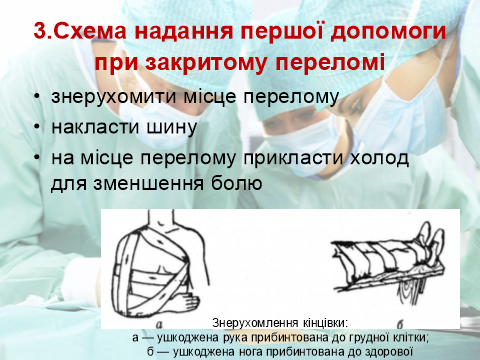 3.Схема надання першої допомоги
при закритому переломі
• знерухомити місце перелому
• накласти шину
• на місце перелому прикласти холод
для зменшення болю
а
б
Знерухомлення кінцівки:
а — ушкоджена рука прибинтована до грудної клітки;
б — ушкоджена нога прибинтована до здорової